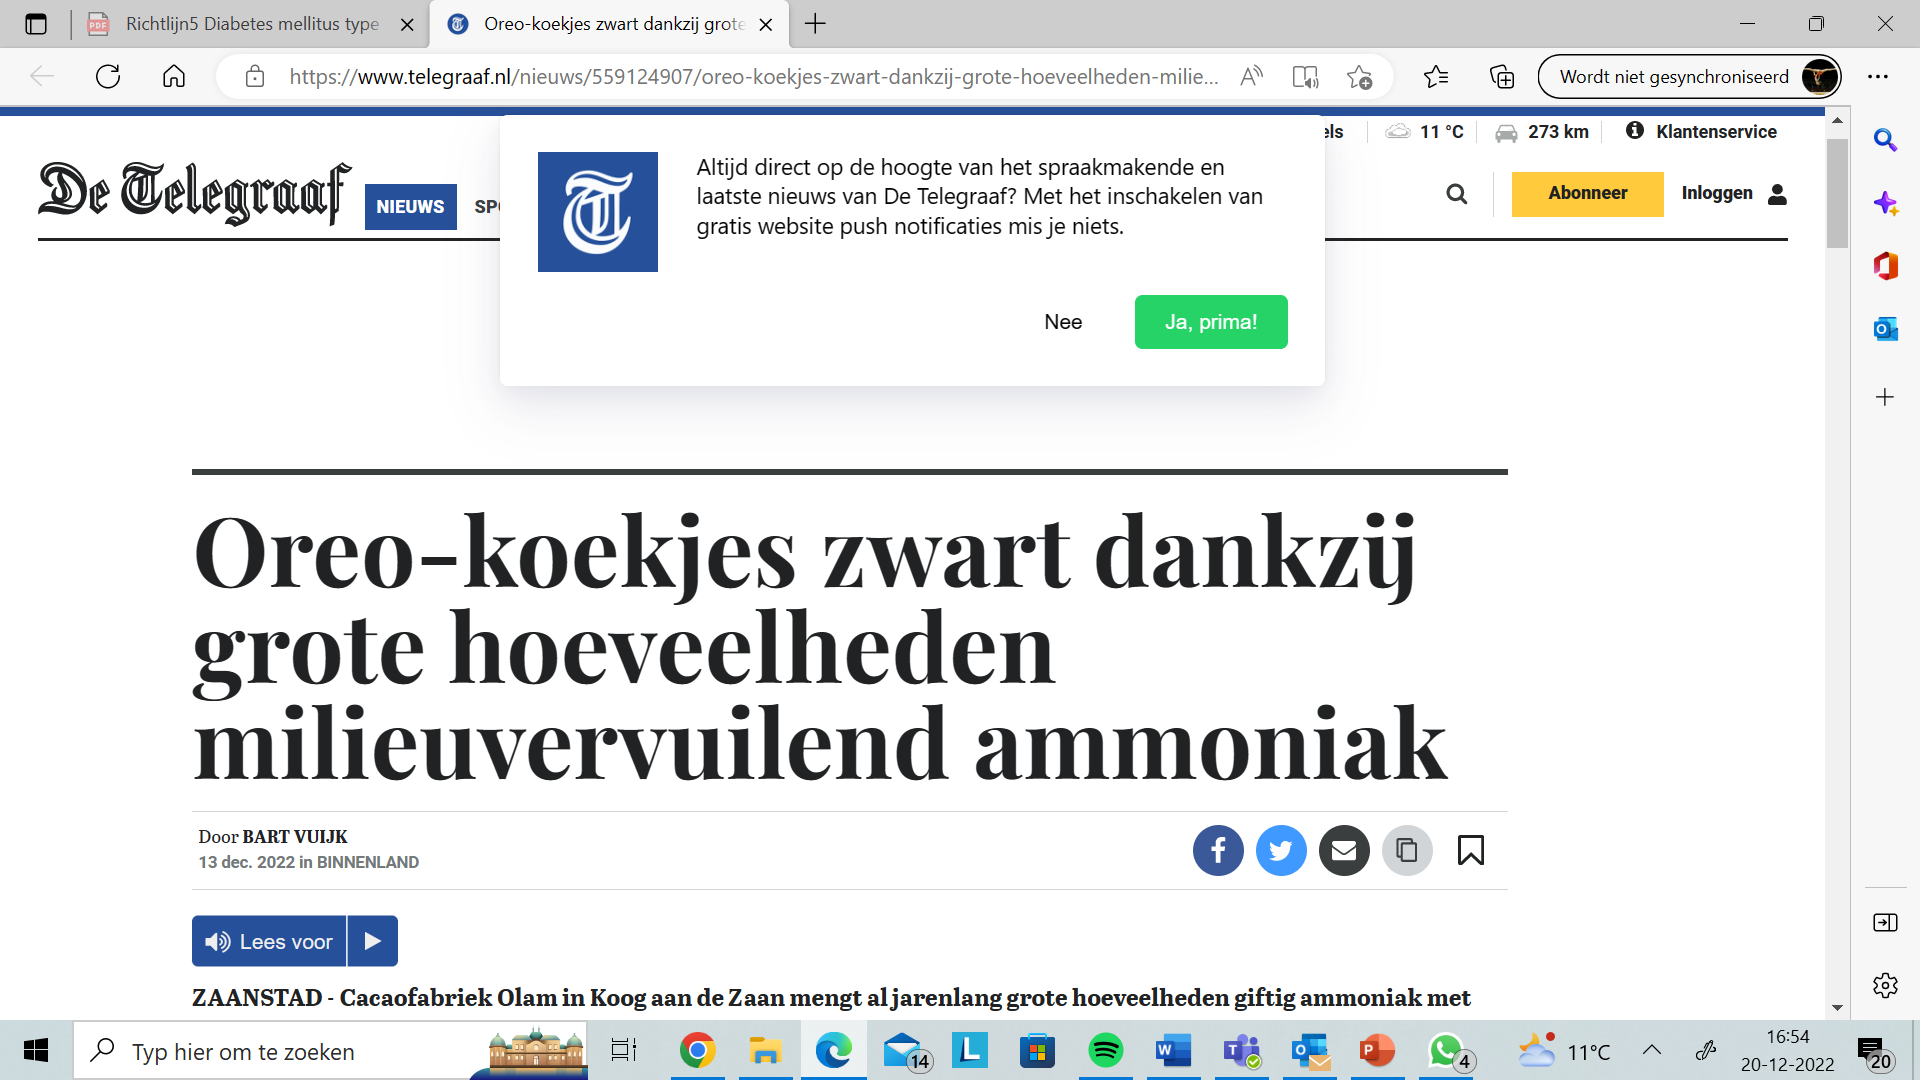 Richtlijn5 Diabetes mellitus type
Oreo-koekjes zwart dankzij grote
https://www.telegraaf.nl/nieuws/559124907/oreo-koekjes-zwart-dankzij-grote-hoeveelheden-milie...
Wordt niet gesynchroniseerd
els
11 °C
273 km
Klantenservice
De Telegraaf
NIEUWS
SPO
Abonneer
Inloggen
Altijd direct op de hoogte van het spraakmakende en
laatste nieuws van De Telegraaf? Met het inschakelen van
gratis website push notificaties mis je niets.
Nee
Ja, prima!
Oreo-koekjes zwart dankzij
grote hoeveelheden
milieuvervuilend ammoniak
Door BART VUIJK
13 dec. 2022 in BINNENLAND
Lees voor
ZAANSTAD - Cacaofabriek Olam in Koog aan de Zaan mengt al jarenlang grote hoeveelheden giftig ammoniak met
Typ hier om te zoeken
14
4
11°C
16:54
20-12-2022
20